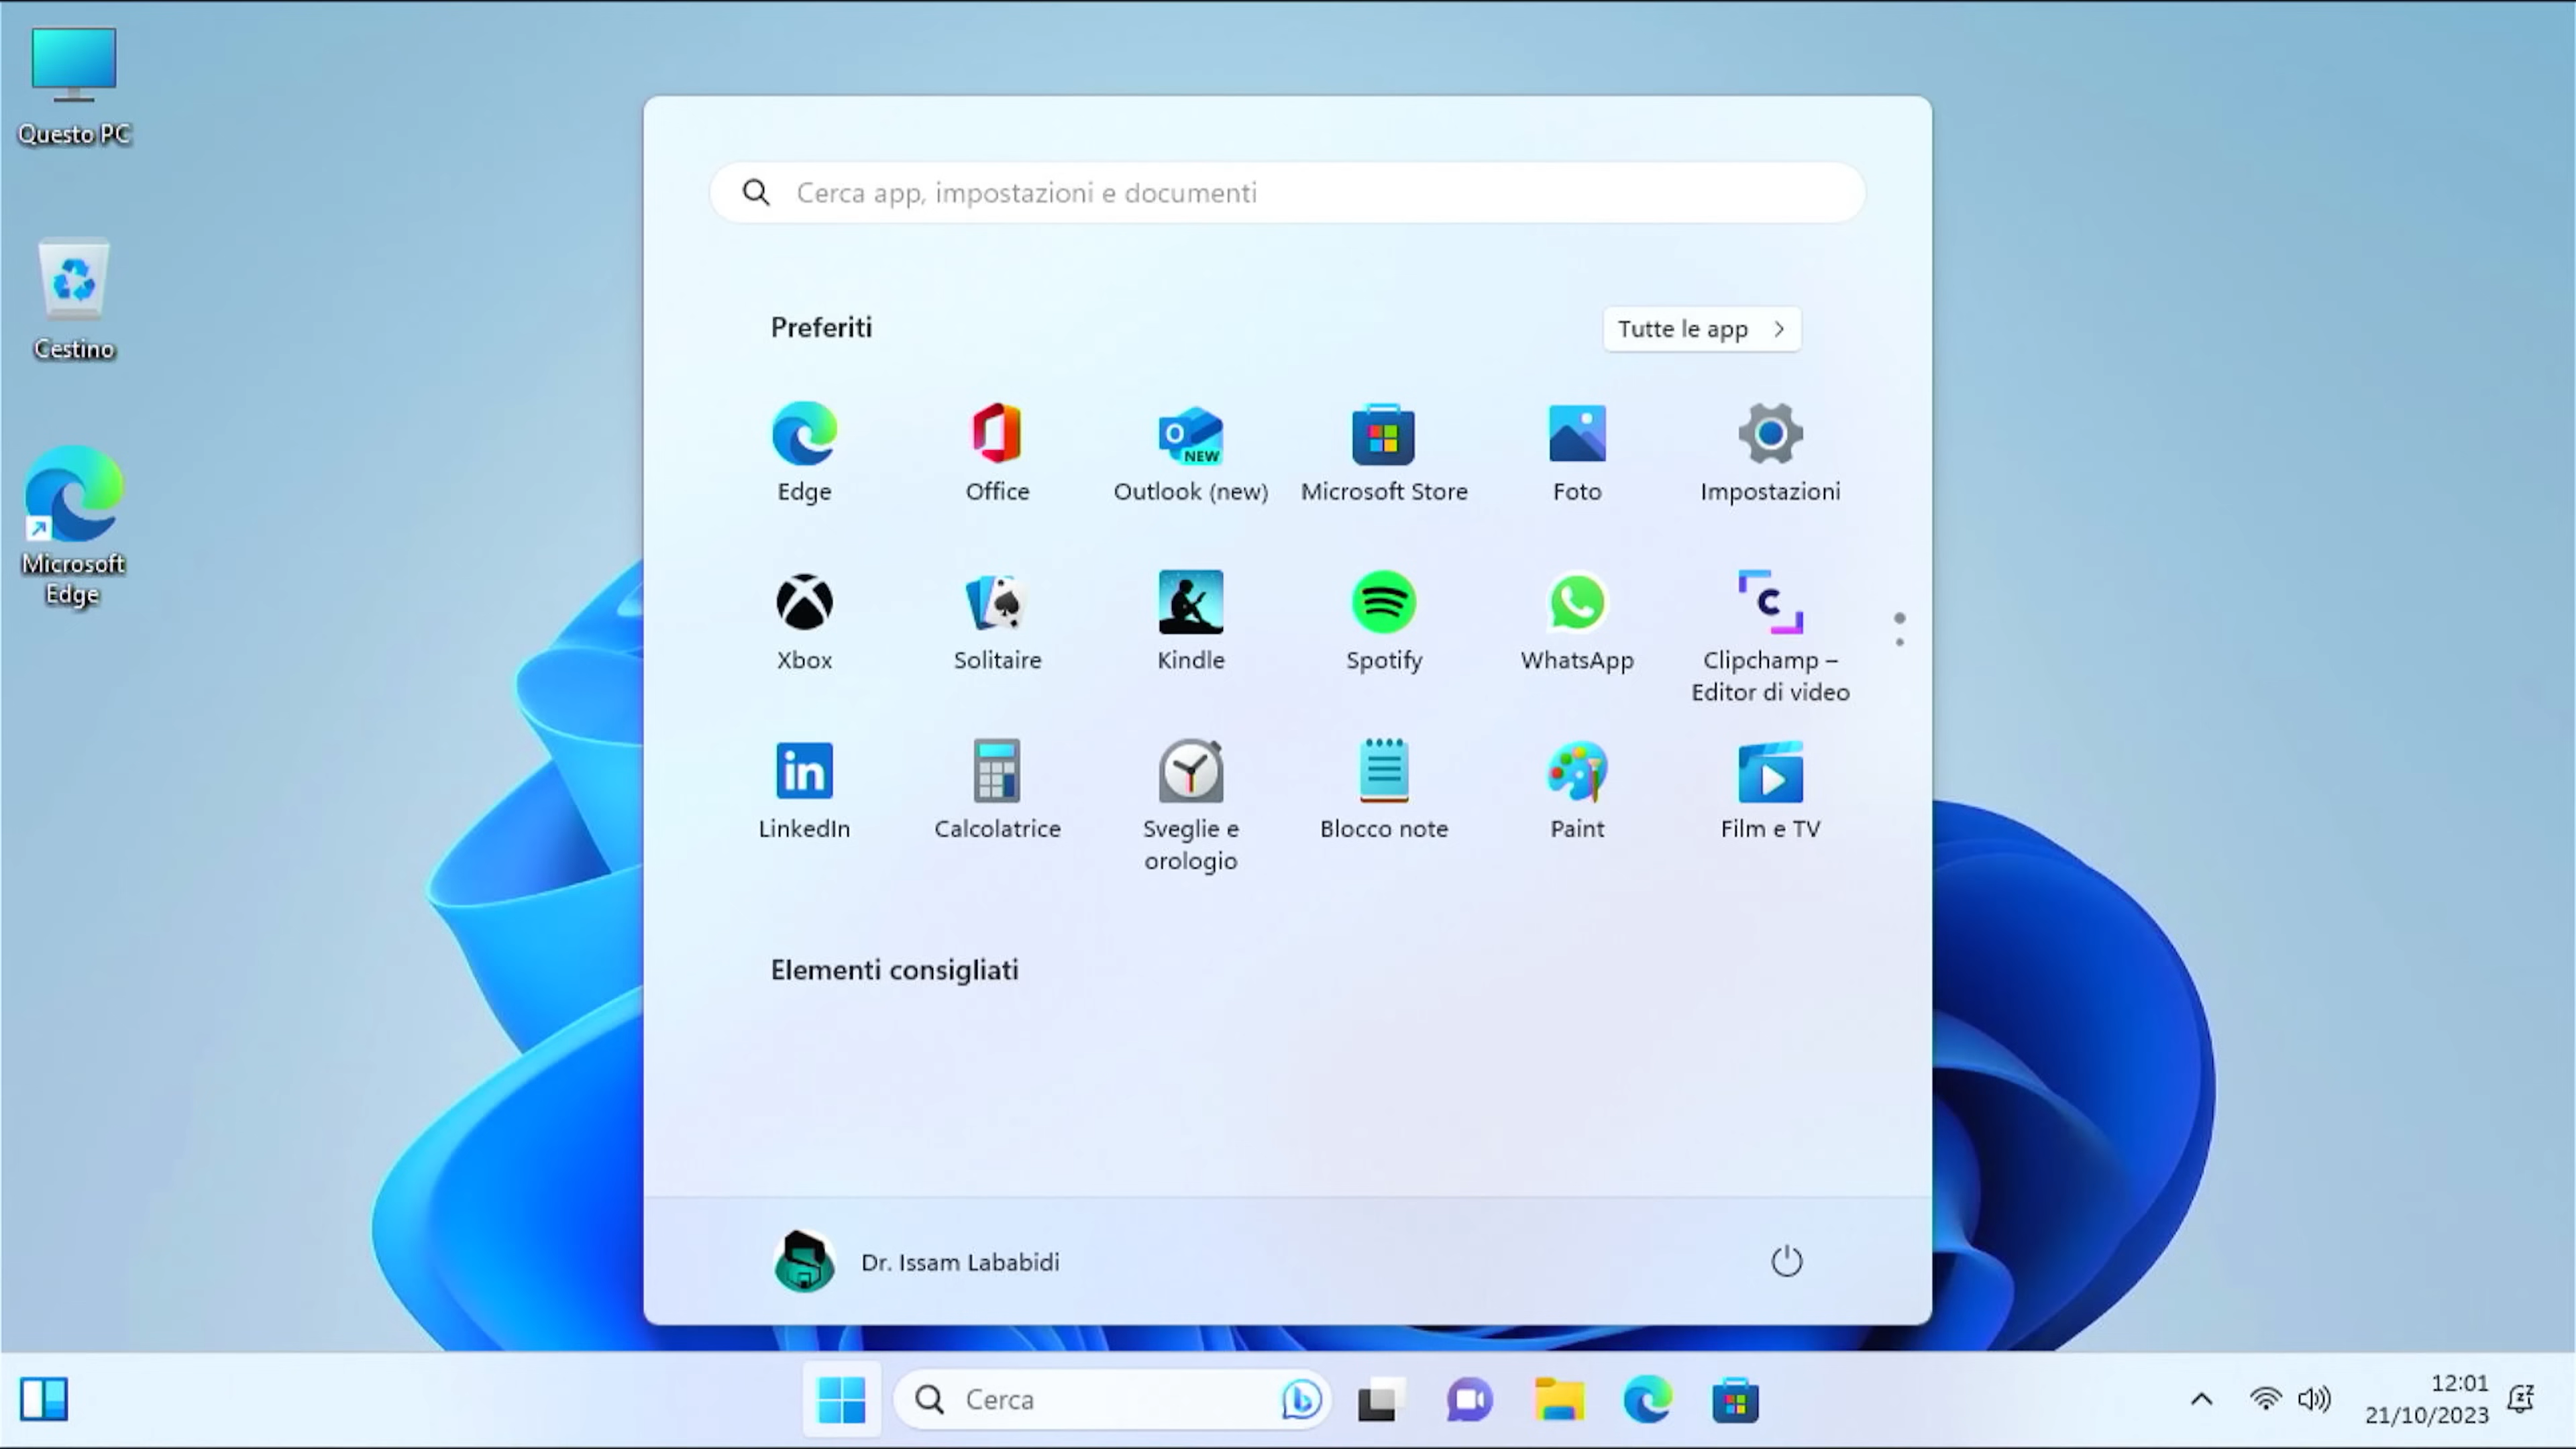 Questo PC
Cestino
Microsoft
Edge
Cerca app, impostazioni e documenti
Preferiti
Tutte le app
Edge
Office
O
NEW
Outlook (new)
Microsoft Store
Foto
Impostazioni
Xbox
Solitaire
Kindle
Spotify
WhatsApp
C
Clipchamp –
Editor di video
in
LinkedIn
Calcolatrice
Sveglie e
orologio
Blocco note
Paint
Film e TV
Elementi consigliati
Dr. Issam Lababidi
Cerca
b
12:01
21/10/2023